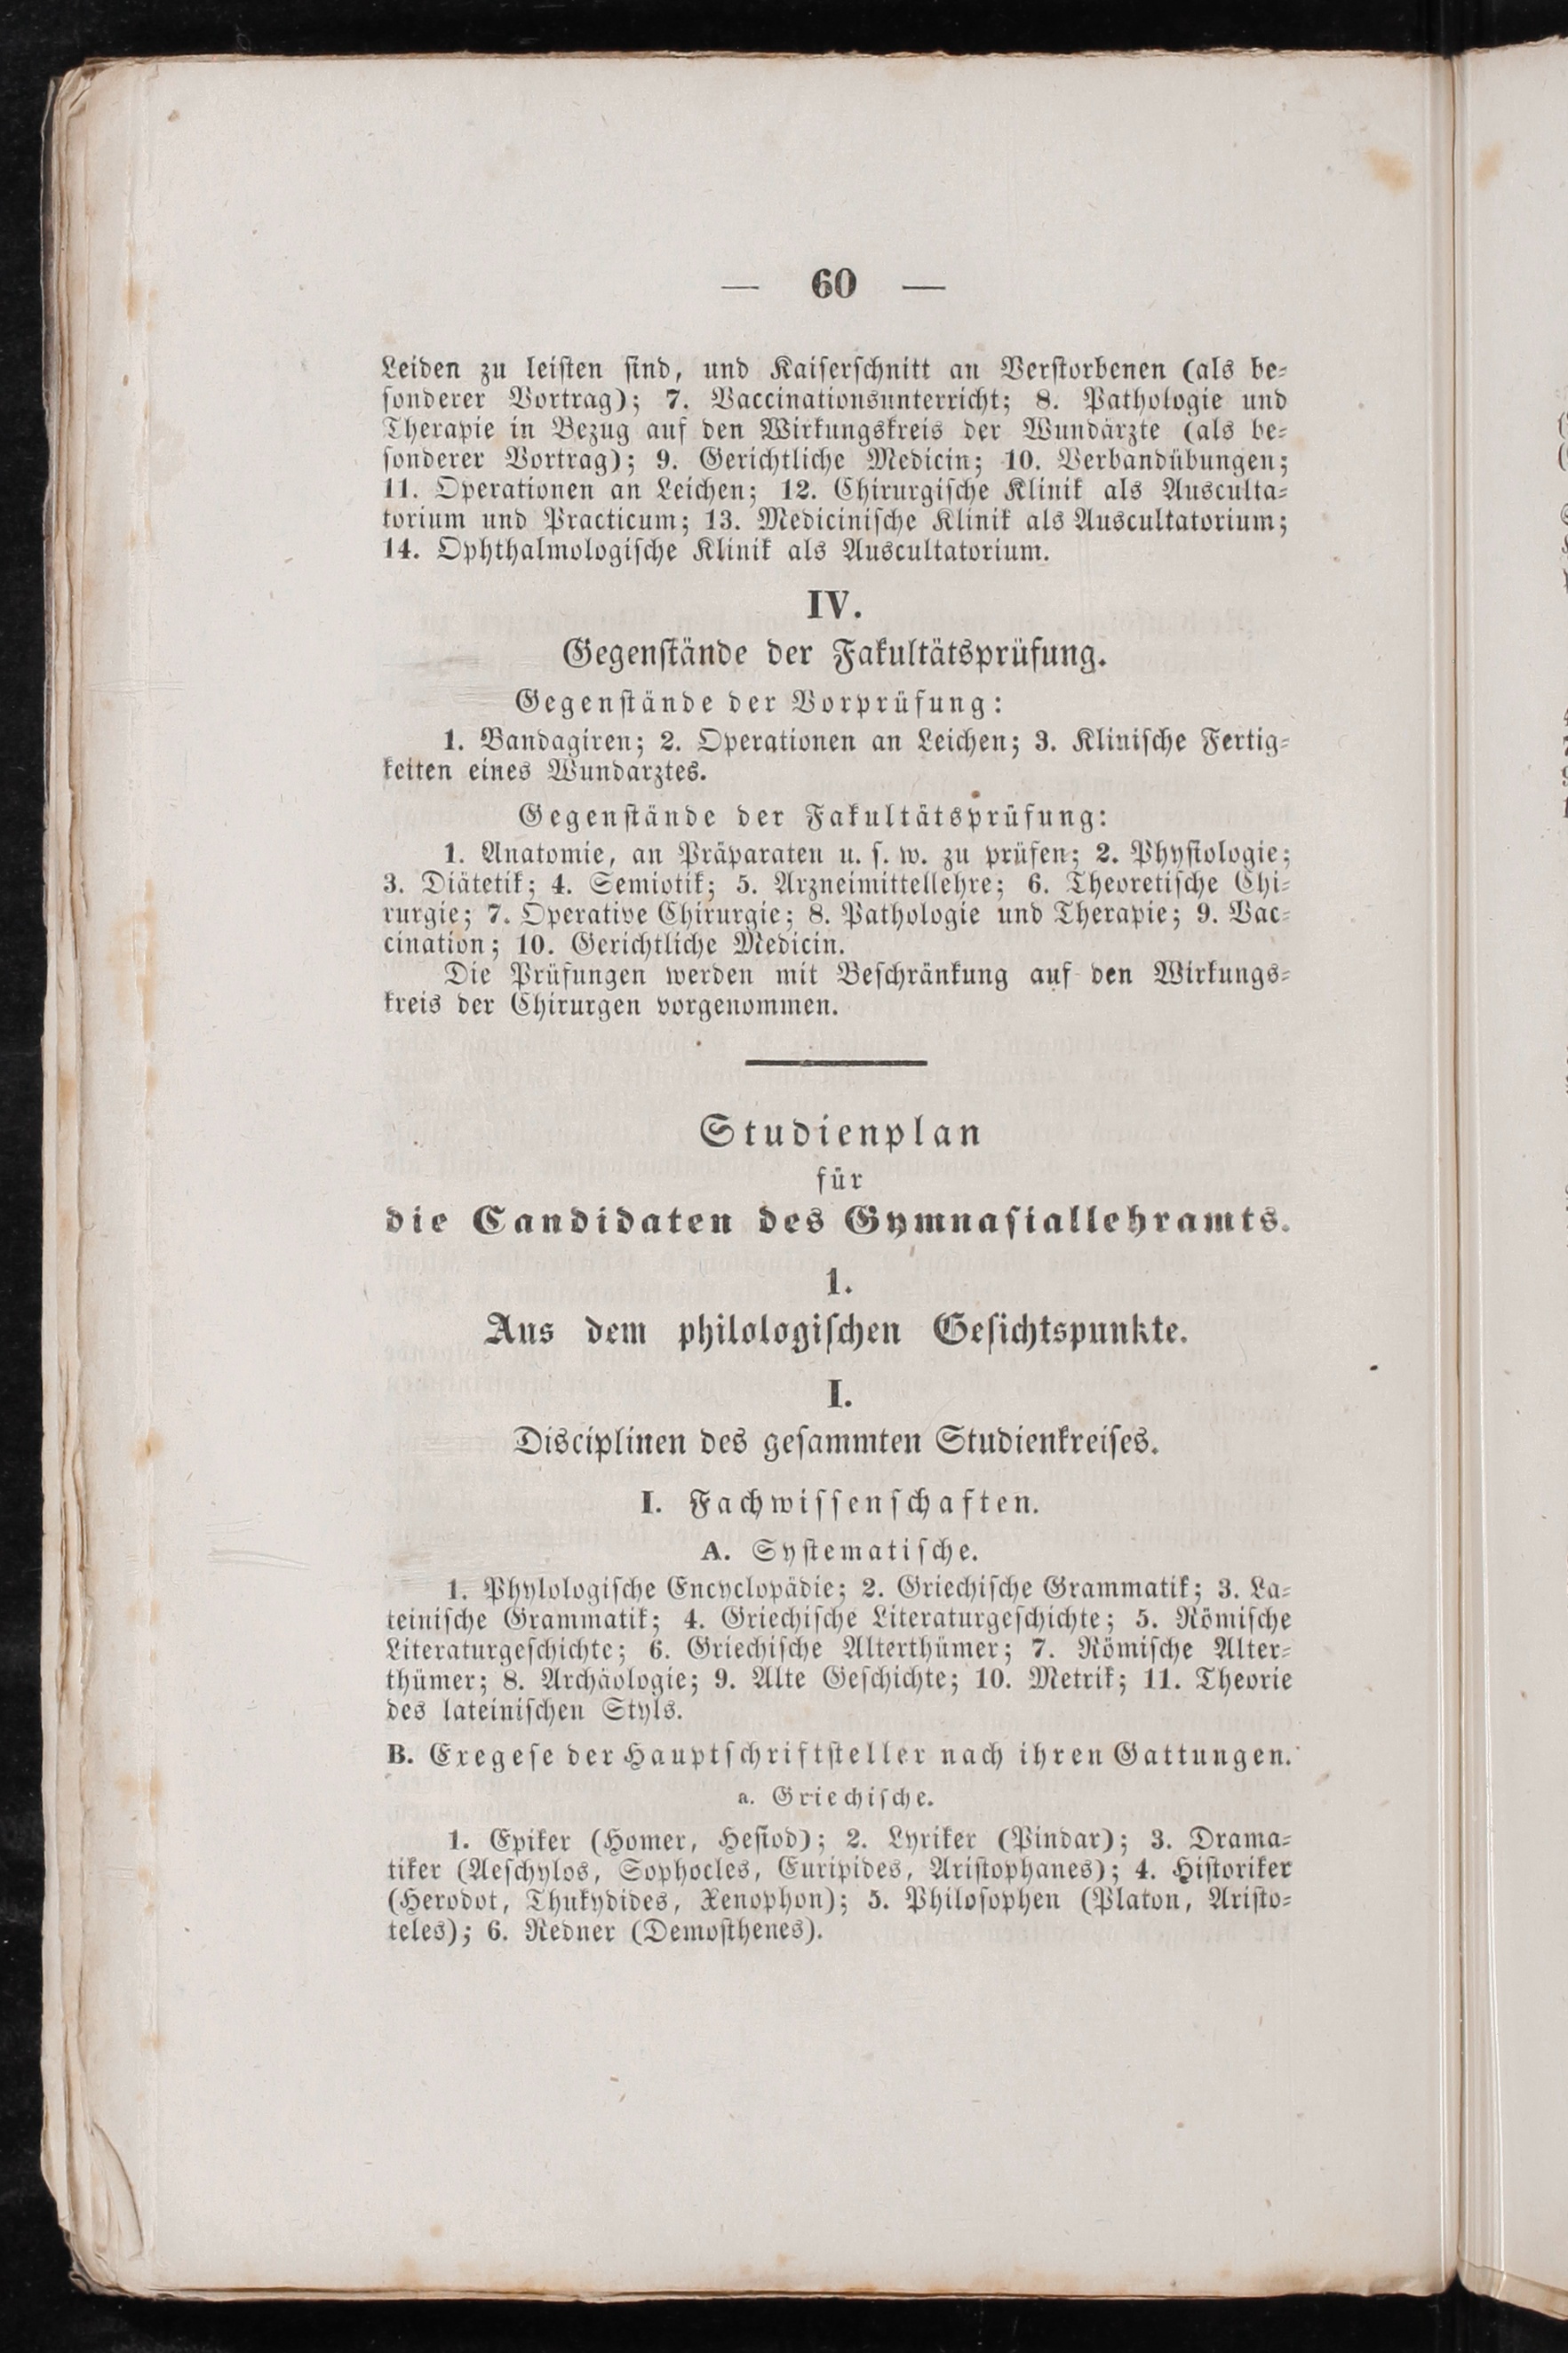 — 60 —
Leiden zu leiſten ſind, und Kaiſerſchnitt an Verſtorbenen (als be-
ſonderer Vortrag); 7. Vaccinationsunterricht; 8. Pathologie und
Therapie in Bezug auf den Wirkungskreis der Wundärzte (als be-
ſonderer Vortrag); 9. Gerichtliche Medicin; 10. Verbandübungen;
11. Operationen an Leichen; 12. Chirurgiſche Klinik als Ausculta-
torium und Practicum; 13. Mediciniſche Klinik als Auscultatorium;
14. Ophthalmologiſche Klinik als Auscultatorium.
IV.
Gegenſtände der Fakultätsprüfung.
Gegenſtände der Vorprüfung:
1. Bandagiren; 2. Operationen an Leichen; 3. Kliniſche Fertig-
keiten eines Wundarztes.
Gegenſtände der Fakultätsprüfung:
1. Anatomie, an Präparaten u. ſ. w. zu prüfen; 2. Phyſiologie;
3. Diätetik; 4. Semiotik; 5. Arzneimittellehre; 6. Theoretiſche Chi-
rurgie; 7. Operative Chirurgie; 8. Pathologie und Therapie; 9. Vac-
cination; 10. Gerichtliche Medicin.
Die Prüfungen werden mit Beſchränkung auf den Wirkungs-
kreis der Chirurgen vorgenommen.
Studienplan
für
die Candidaten des Gymnaſiallehramts.
1.
Aus dem philologiſchen Geſichtspunkte.
I.
Disciplinen des geſammten Studienkreiſes.
I. Fachwiſſenſchaften.
A. Syſtematiſche.
1. Phylologiſche Encyclopädie; 2. Griechiſche Grammatik; 3. La-
teiniſche Grammatik; 4. Griechiſche Literaturgeſchichte; 5. Römiſche
Literaturgeſchichte; 6. Griechiſche Alterthümer; 7. Römiſche Alter-
thümer; 8. Archäologie; 9. Alte Geſchichte; 10. Metrik; 11. Theorie
des lateiniſchen Styls.
B. Exegeſe der Hauptſchriftſteller nach ihren Gattungen.
a. Griechiſche.
1. Epiker (Homer, Heſiod); 2. Lyriker (Pindar); 3. Drama-
tiker (Aeſchylos, Sophocles, Euripides, Ariſtophanes); 4. Hiſtoriker
(Herodot, Thukydides, Xenophon); 5. Philoſophen (Platon, Ariſto-
teles); 6. Redner (Demoſthenes).